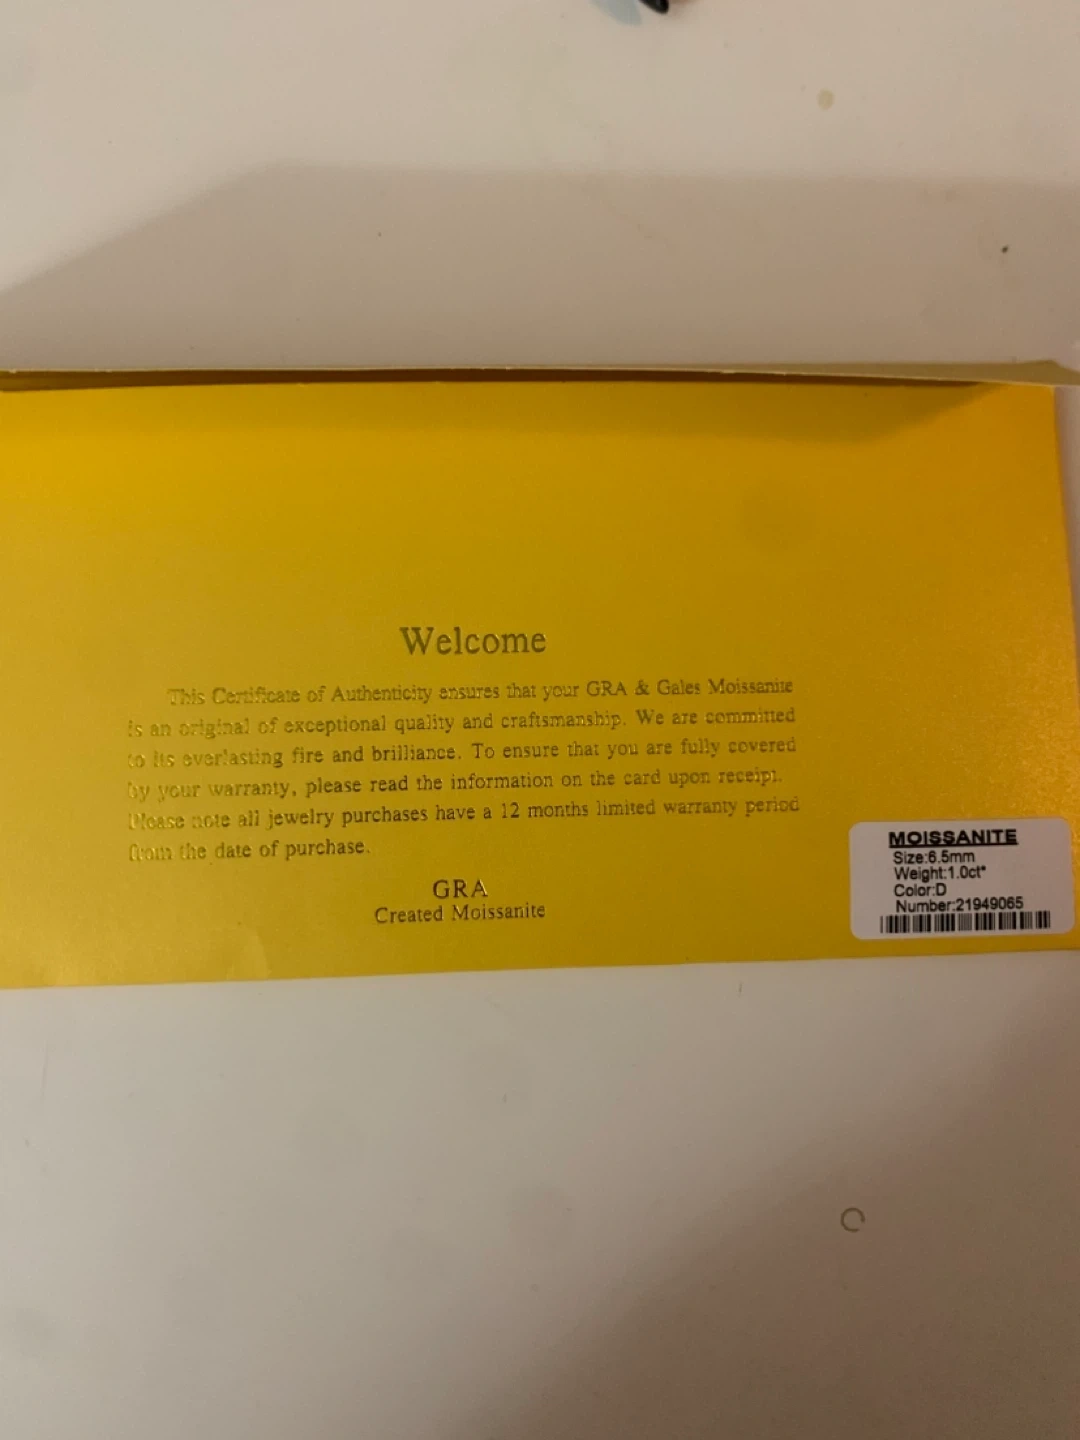 Welcome
This Certificate of Authenticity ensures that your GRA & Gales Moissanite
is an original of exceptional quality and craftsmanship. We are committed
to its everlasting fire and brilliance. To ensure that you are fully covered
by your warranty, please read the information on the card upon receipt.
Please note all jewelry purchases have a 12 months limited warranty period
from the date of purchase.
GRA
Created Moissanite
MOISSANITE
Size:6.5mm
Weight:1.0ct*
Color:D
Number:21949065